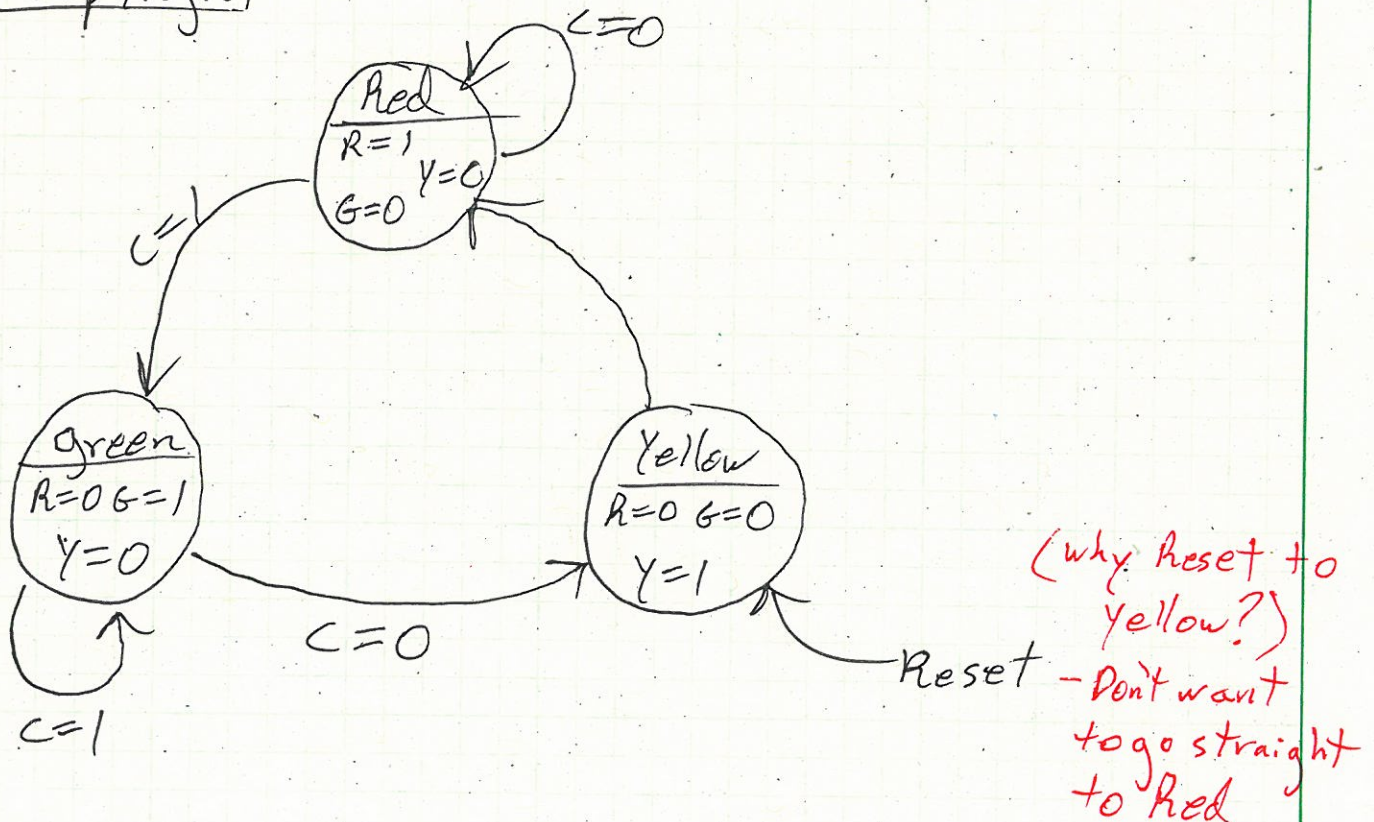 C=0
Red
R=1
Y=0
G=0
C=1
green
R=0 G=1
Y=0
C=1
C=0
Yellow
R=0 G=0
Y=1
Reset
(why Reset to
yellow?)
- Don't want
to go straight
to Red